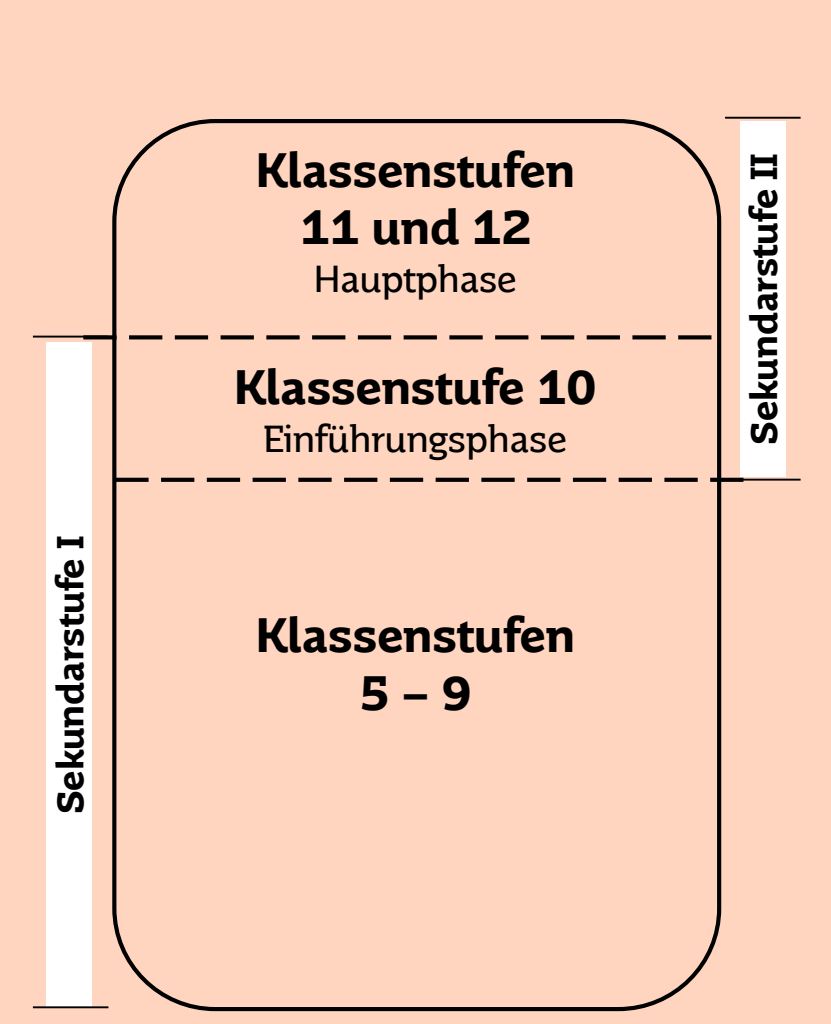 Klassenstufen
11 und 12
Hauptphase
Klassenstufe 10
Einführungsphase
Klassenstufen
5 – 9
Sekundarstufe I
Sekundarstufe II